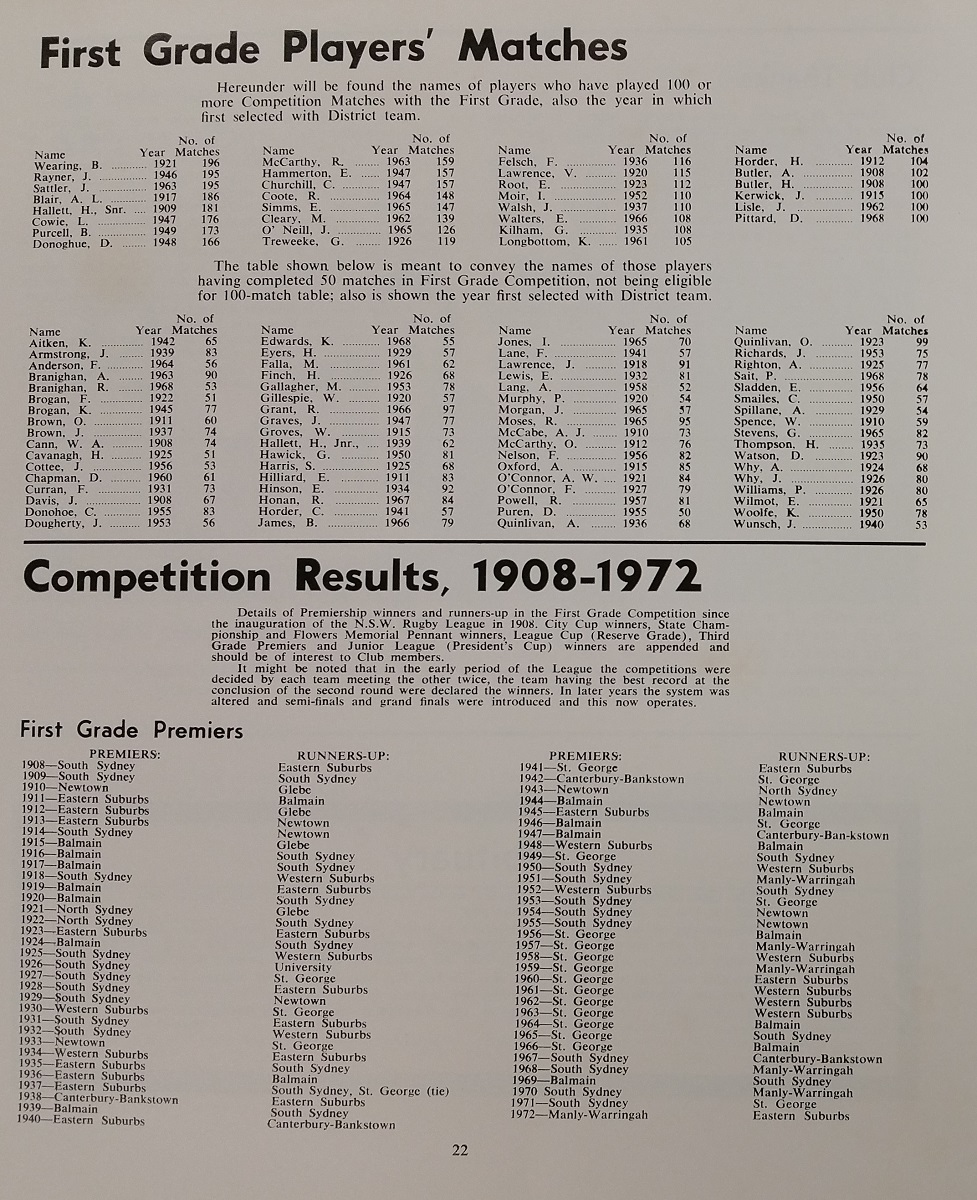 First Grade Players' Matches
Hereunder will be found the names of players who have played 100 or
more Competition Matches with the First Grade, also the year in which
first selected with District team.
Name Year No. of Matches
Wearing, B. ............ 1921 196
Rayner, J. ............ 1946 195
Sattler, J. ............ 1963 195
Blair, A. L. ............ 1917 186
Hallett, H., Snr. .... 1909 181
Cowie, L. ............ 1947 176
Purcell, B. ............ 1949 173
Donoghue, D. ........ 1948 166
Name Year No. of Matches
McCarthy, R. ........ 1963 159
Hammerton, E. ...... 1947 157
Churchill, C. ........ 1947 157
Coote, R. ............ 1964 148
Simms, E. ............ 1965 147
Cleary, M. ............ 1962 139
O' Neill, J. ............ 1965 126
Treweeke, G. ........ 1926 119
Name Year No. of Matches
Felsch, F. ............ 1936 116
Lawrence, V. ........ 1920 115
Root, E. ............ 1923 112
Moir, I. ............ 1952 110
Walsh, J. ............ 1937 110
Walters, E. ............ 1966 108
Kilham, G. ............ 1935 108
Longbottom, K. ...... 1961 105
Name Year No. of Matches
Horder, H. ............ 1912 104
Butler, A. ............ 1908 102
Butler, H. ............ 1908 100
Kerwick, J. ............ 1915 100
Lisle, J. ............ 1962 100
Pittard, D. ............ 1968 100
The table shown below is meant to convey the names of those players
having completed 50 matches in First Grade Competition, not being eligible
for 100-match table; also is shown the year first selected with District team.
Name Year No. of Matches
Aitken, K. ............ 1942 65
Armstrong, J. ........ 1939 83
Anderson, F. ........ 1964 56
Branighan, A. ........ 1963 90
Branighan, R. ........ 1968 53
Brogan, F. ............ 1922 51
Brogan, K. ............ 1945 77
Brown, O. ............ 1911 60
Brown, J. ............ 1937 74
Cann, W. A. ........ 1908 74
Cavanagh, H. ........ 1925 51
Cottee, J. ............ 1956 53
Chapman, D. ........ 1960 61
Curran, F. ............ 1931 73
Davis, J. ............ 1908 67
Donohoe, C. ........ 1955 83
Dougherty, J. ........ 1953 56
Name Year No. of Matches
Edwards, K. ............ 1968 55
Eyers, H. ............ 1929 57
Falla, M. ............ 1961 62
Finch, H. ............ 1926 68
Gallagher, M. ........ 1953 78
Gillespie, W. ........ 1920 57
Grant, R. ............ 1966 97
Graves, J. ............ 1947 77
Groves, W. ............ 1915 73
Hallett, H., Jnr., .... 1939 62
Hawick, G. ............ 1950 81
Harris, S. ............ 1925 68
Hilliard, E. ............ 1911 83
Hinson, E. ............ 1934 92
Honan, R. ............ 1967 84
Horder, C. ............ 1941 57
James, B. ............ 1966 79
Name Year No. of Matches
Jones, I. ............ 1965 70
Lane, F. ............ 1941 57
Lawrence, J. ........ 1918 91
Lewis, E. ............ 1932 81
Lang, A. ............ 1958 52
Murphy, P. ............ 1920 54
Morgan, J. ............ 1965 57
Moses, R. ............ 1965 95
McCabe, A. J. ........ 1910 73
McCarthy, O. ........ 1912 76
Nelson, F. ............ 1956 82
Oxford, A. ............ 1915 85
O'Connor, A. W. .... 1921 84
O'Connor, F. ........ 1927 79
Powell, R. ............ 1957 81
Puren, D. ............ 1955 50
Quinlivan, A. ........ 1936 68
Name Year No. of Matches
Quinlivan, O. ........ 1923 99
Richards, J. ............ 1953 75
Righton, A. ............ 1925 77
Sait, P. ............ 1968 78
Sladden, E. ............ 1956 64
Smailes, C. ............ 1950 57
Spillane, A. ............ 1929 54
Spence, W. ............ 1910 59
Stevens, G. ............ 1965 82
Thompson, H. ........ 1935 73
Watson, D. ............ 1923 90
Why, A. ............ 1924 68
Why, J. ............ 1926 80
Williams, P. ............ 1926 80
Wilmot, E. ............ 1921 65
Woolfe, K. ............ 1950 78
Wunsch, J. ............ 1940 53
Competition Results, 1908-1972
Details of Premiership winners and runners-up in the First Grade Competition since
the inauguration of the N.S.W. Rugby League in 1908. City Cup winners, State Cham-
pionship and Flowers Memorial Pennant winners, League Cup (Reserve Grade), Third
Grade Premiers and Junior League (President's Cup) winners are appended and
should be of interest to Club members.
It might be noted that in the early period of the League the competitions were
decided by each team meeting the other twice, the team having the best record at the
conclusion of the second round were declared the winners. In later years the system was
altered and semi-finals and grand finals were introduced and this now operates.
First Grade Premiers
PREMIERS:
1908—South Sydney
1909—South Sydney
1910—Newtown
1911—Eastern Suburbs
1912—Eastern Suburbs
1913—Eastern Suburbs
1914—South Sydney
1915—Balmain
1916—Balmain
1917—Balmain
1918—South Sydney
1919—Balmain
1920—Balmain
1921—North Sydney
1922—North Sydney
1923—Eastern Suburbs
1924—Balmain
1925—South Sydney
1926—South Sydney
1927—South Sydney
1928—South Sydney
1929—South Sydney
1930—Western Suburbs
1931—South Sydney
1932—South Sydney
1933—Newtown
1934—Western Suburbs
1935—Eastern Suburbs
1936—Eastern Suburbs
1937—Eastern Suburbs
1938—Canterbury-Bankstown
1939—Balmain
1940—Eastern Suburbs
RUNNERS-UP:
Eastern Suburbs
South Sydney
Glebe
Balmain
Glebe
Newtown
Newtown
Glebe
South Sydney
South Sydney
Western Suburbs
Eastern Suburbs
South Sydney
Glebe
South Sydney
Eastern Suburbs
South Sydney
Western Suburbs
University
St. George
Eastern Suburbs
Newtown
St. George
Eastern Suburbs
Western Suburbs
St. George
Eastern Suburbs
South Sydney
Balmain
South Sydney, St. George (tie)
Eastern Suburbs
South Sydney
Canterbury-Bankstown
PREMIERS:
1941—St. George
1942—Canterbury-Bankstown
1943—Newtown
1944—Balmain
1945—Eastern Suburbs
1946—Balmain
1947—Balmain
1948—Western Suburbs
1949—St. George
1950—South Sydney
1951—South Sydney
1952—Western Suburbs
1953—South Sydney
1954—South Sydney
1955—South Sydney
1956—St. George
1957—St. George
1958—St. George
1959—St. George
1960—St. George
1961—St. George
1962—St. George
1963—St. George
1964—St. George
1965—St. George
1966—St. George
1967—South Sydney
1968—South Sydney
1969—Balmain
1970 South Sydney
1971—South Sydney
1972—Manly-Warringah
RUNNERS-UP:
Eastern Suburbs
St. George
North Sydney
Newtown
Balmain
St. George
Canterbury-Ban-kstown
Balmain
South Sydney
Western Suburbs
Manly-Warringah
South Sydney
St. George
Newtown
Newtown
Balmain
Manly-Warringah
Western Suburbs
Manly-Warringah
Eastern Suburbs
Western Suburbs
Western Suburbs
Western Suburbs
Balmain
South Sydney
Balmain
Canterbury-Bankstown
Manly-Warringah
South Sydney
Manly-Warringah
St. George
Eastern Suburbs
22